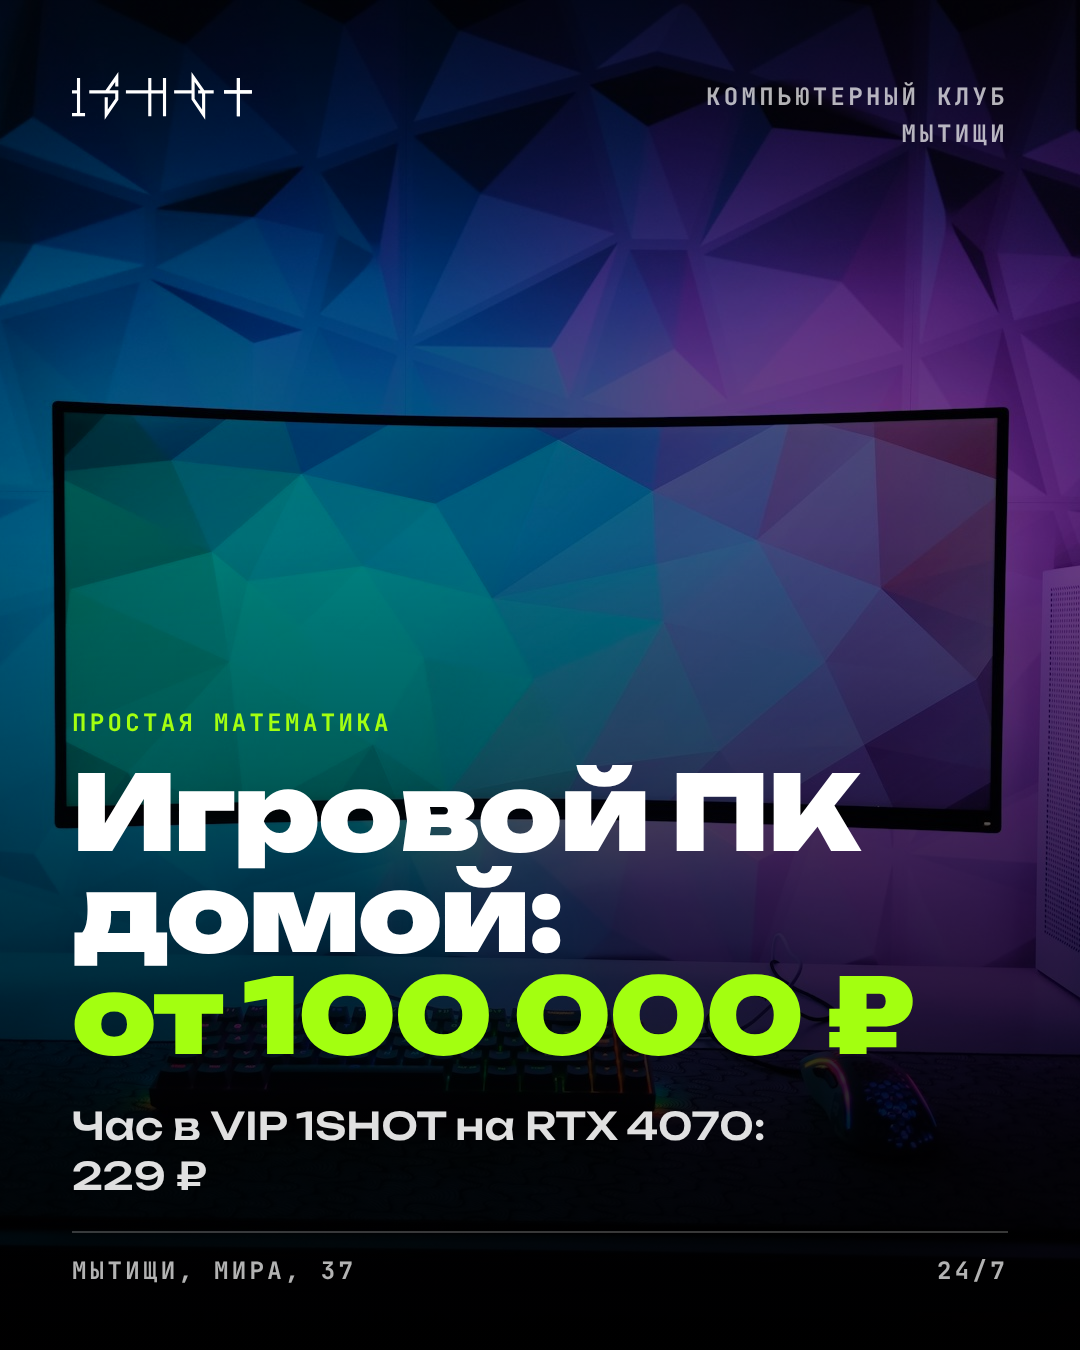 1SHOT
КОМПЬЮТЕРНЫЙ КЛУБ
МЫТИЩИ
ПРОСТАЯ МАТЕМАТИКА
Игровой ПК
домой:
от 100 000 ₽
Час в VIP 1SHOT на RTX 4070:
229 ₽
МЫТИЩИ, МИРА, 37
24/7